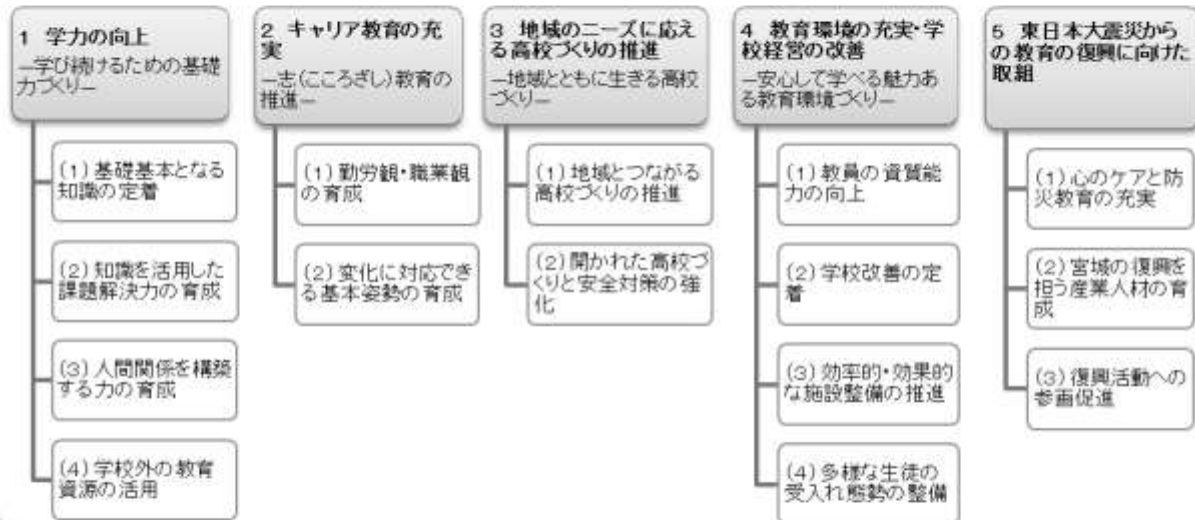 1 学力の向上
―学び続けるための基礎
力づくり―
(1)基礎基本となる
知識の定着
(2)知識を活用した
課題解決力の育成
(3)人間関係を構築
する力の育成
(4)学校外の教育
資源の活用
2 キャリア教育の充
実
―志(こころざし)教育の
推進―
(1)勤労観・職業観
の育成
(2)変化に対応でき
る基本姿勢の育成
3 地域のニーズに応え
る高校づくりの推進
―地域とともに生きる高校
づくり―
(1)地域とつながる
高校づくりの推進
(2)開かれた高校づ
くりと安全対策の強
化
4 教育環境の充実・学
校経営の改善
―安心して学べる魅力あ
る教育環境づくり―
(1)教員の資質能
力の向上
(2)学校改善の定
着
(3)効率的・効果的
な施設整備の推進
(4)多様な生徒の
受入れ態勢の整備
5 東日本大震災から
の教育の復興に向けた
取組
(1)心のケアと防
災教育の充実
(2)宮城の復興を
担う産業人材の育
成
(3)復興活動への
参画促進